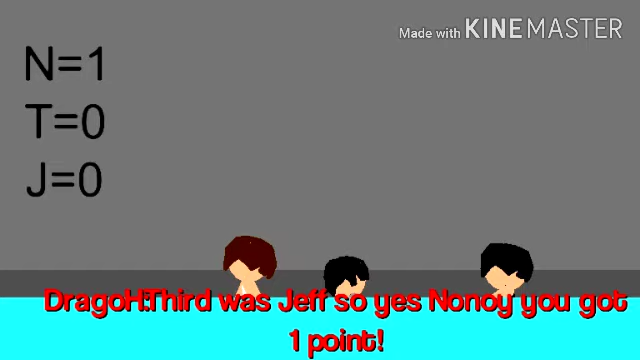 Made with KINEMASTER
N=1
T=0
J=0
DragoH:Third was Jeff so yes Nonoy you got
1 point!